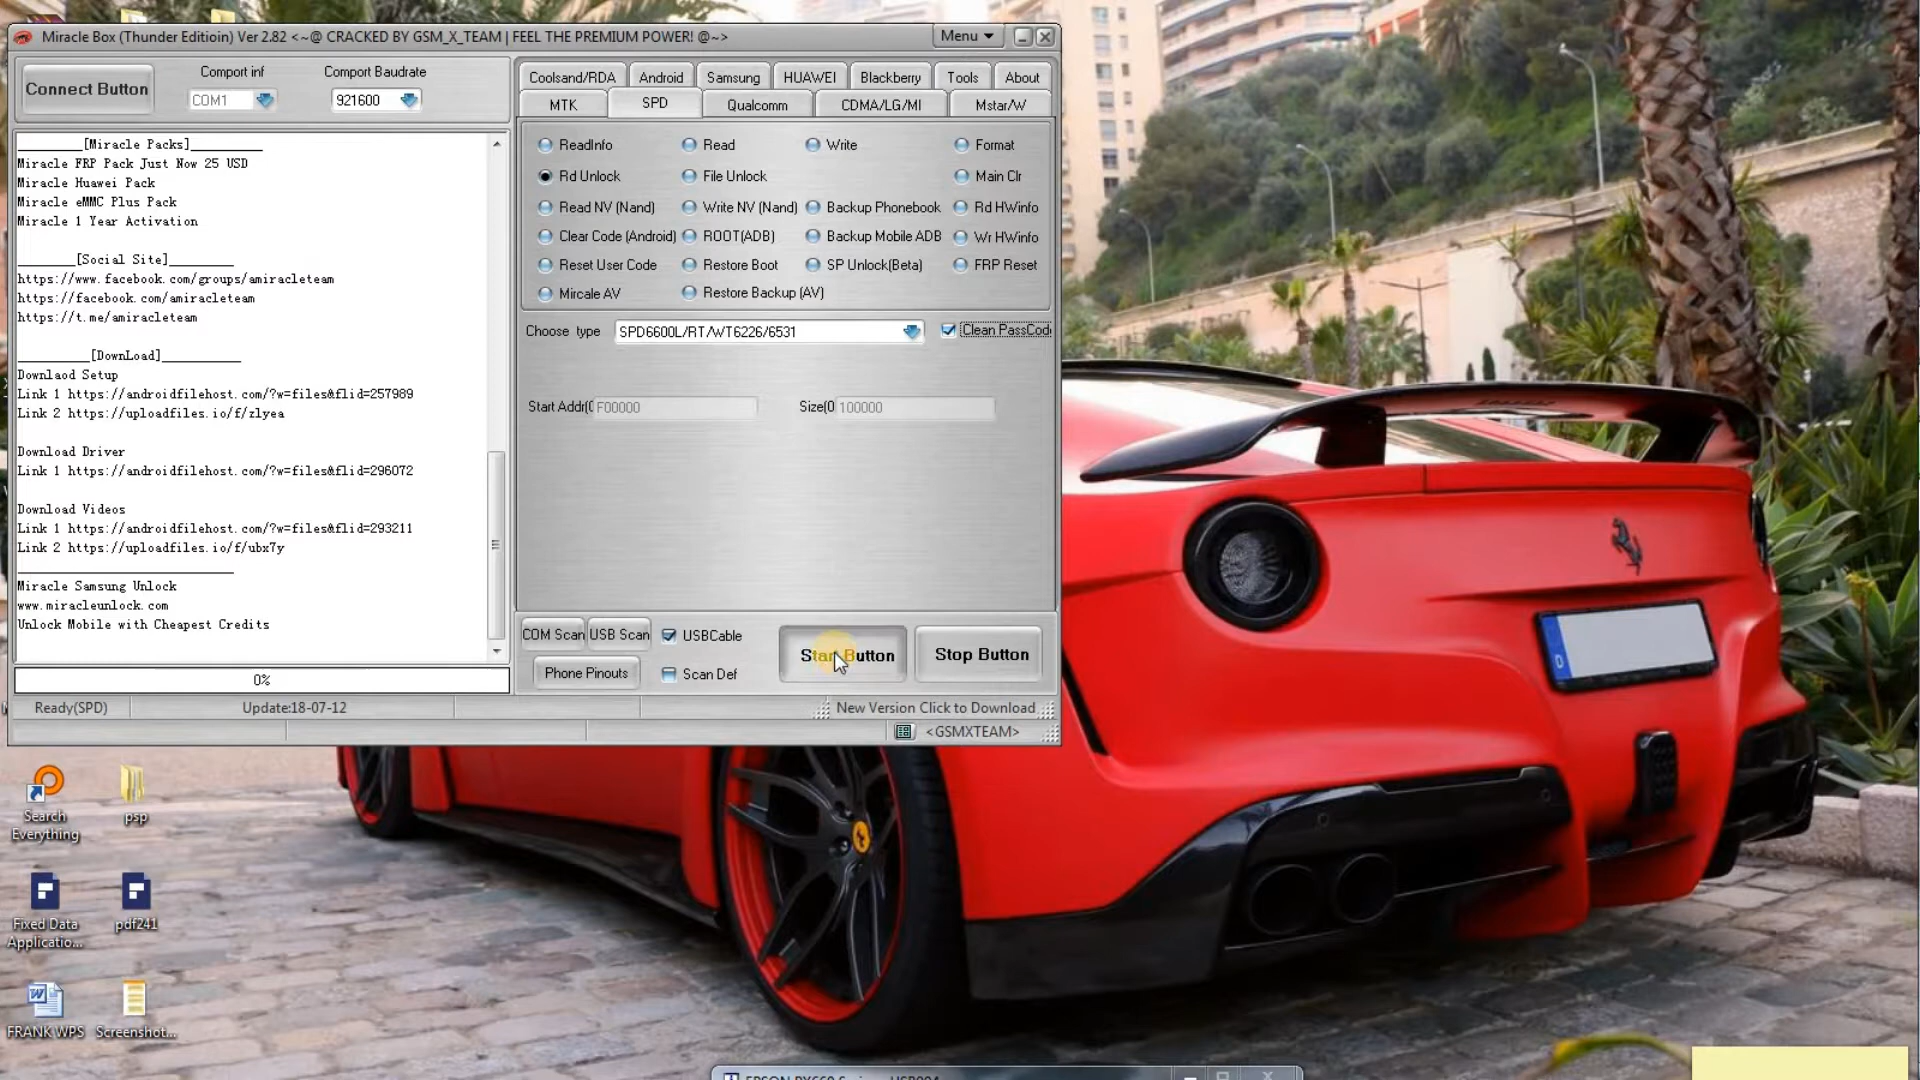 Miracle Box (Thunder Editioin) Ver 2.82 <~@ CRACKED BY GSM_X_TEAM | FEEL THE PREMIUM POWER! @~>
Menu
Connect Button
Comport inf
Comport Baudrate
COM1
921600
Coolsand/RDA
Android
Samsung
HUAWEI
Blackberry
Tools
About
MTK
SPD
Qualcomm
CDMA/LG/MI
Mstar/W
________[Miracle Packs]_________
Miracle FRP Pack Just Now 25 USD
Miracle Huawei Pack
Miracle eMMC Plus Pack
Miracle 1 Year Activation
_______[Social Site]________
https://www.facebook.com/groups/amiracleteam
https://facebook.com/amiracleteam
https://t.me/amiracleteam
_________[DownLoad]__________
Downlaod Setup
Link 1 https://androidfilehost.com/?w=files&flid=257989
Link 2 https://uploadfiles.io/f/zlyea
Download Driver
Link 1 https://androidfilehost.com/?w=files&flid=296072
Download Videos
Link 1 https://androidfilehost.com/?w=files&flid=293211
Link 2 https://uploadfiles.io/f/ubx7y
Miracle Samsung Unlock
www.miracleunlock.com
Unlock Mobile with Cheapest Credits
0%
ReadInfo
Read
Write
Format
Rd Unlock
File Unlock
Main Clr
Read NV (Nand)
Write NV (Nand)
Backup Phonebook
Rd HWinfo
Clear Code (Android)
ROOT(ADB)
Backup Mobile ADB
Wr HWinfo
Reset User Code
Restore Boot
SP Unlock(Beta)
FRP Reset
Mircale AV
Restore Backup (AV)
Choose type
SPD6600L/RT/WT6226/6531
Clean PassCod
Start Addr(
F00000
Size(0
100000
COM Scan
USB Scan
USBCable
Phone Pinouts
Scan Def
Start Button
Stop Button
Ready(SPD)
Update:18-07-12
New Version Click to Download
<GSMXTEAM>
Search
Everything
psp
Fixed Data
Applicatio...
pdf241
FRANK WPS
Screenshot...
D